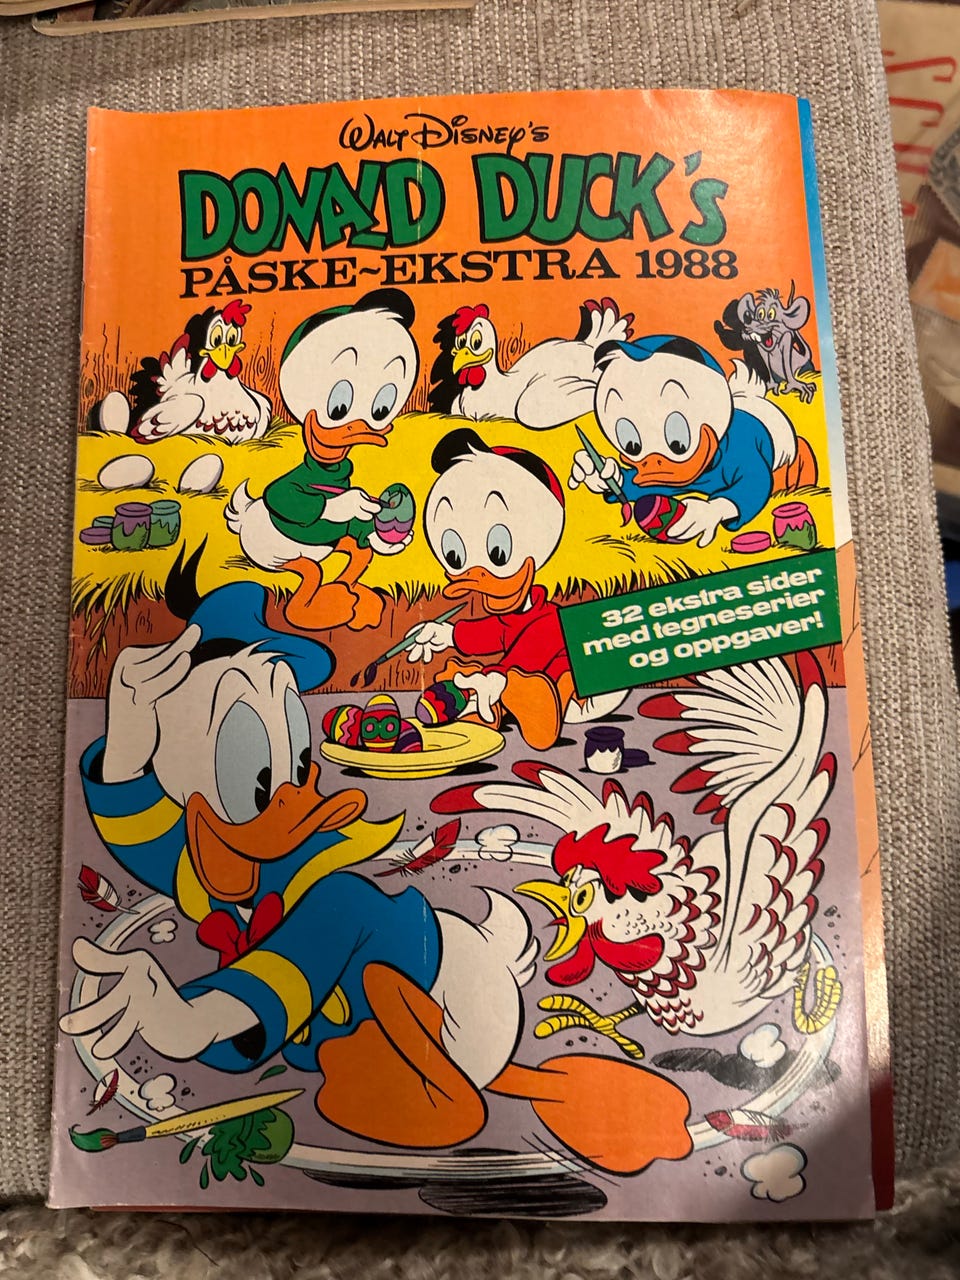 Walt Disney's
DONALD DUCK's
PÅSKE-EKSTRA 1988
32 ekstra sider
med tegneserier
og oppgaver!